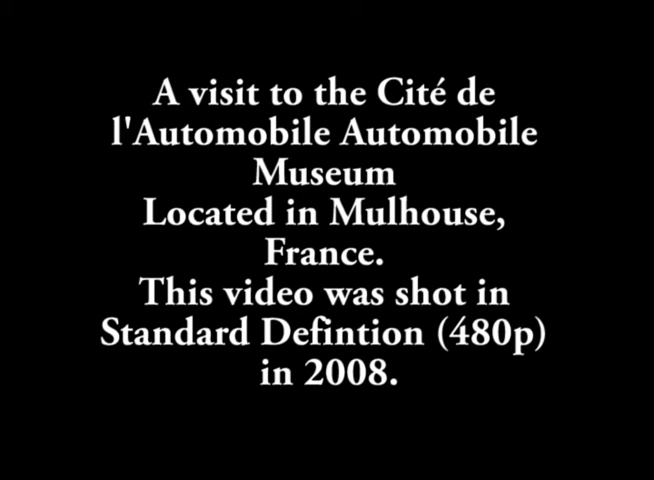 A visit to the Cité de
l'Automobile Automobile
Museum
Located in Mulhouse,
France.
This video was shot in
Standard Defintion (480p)
in 2008.